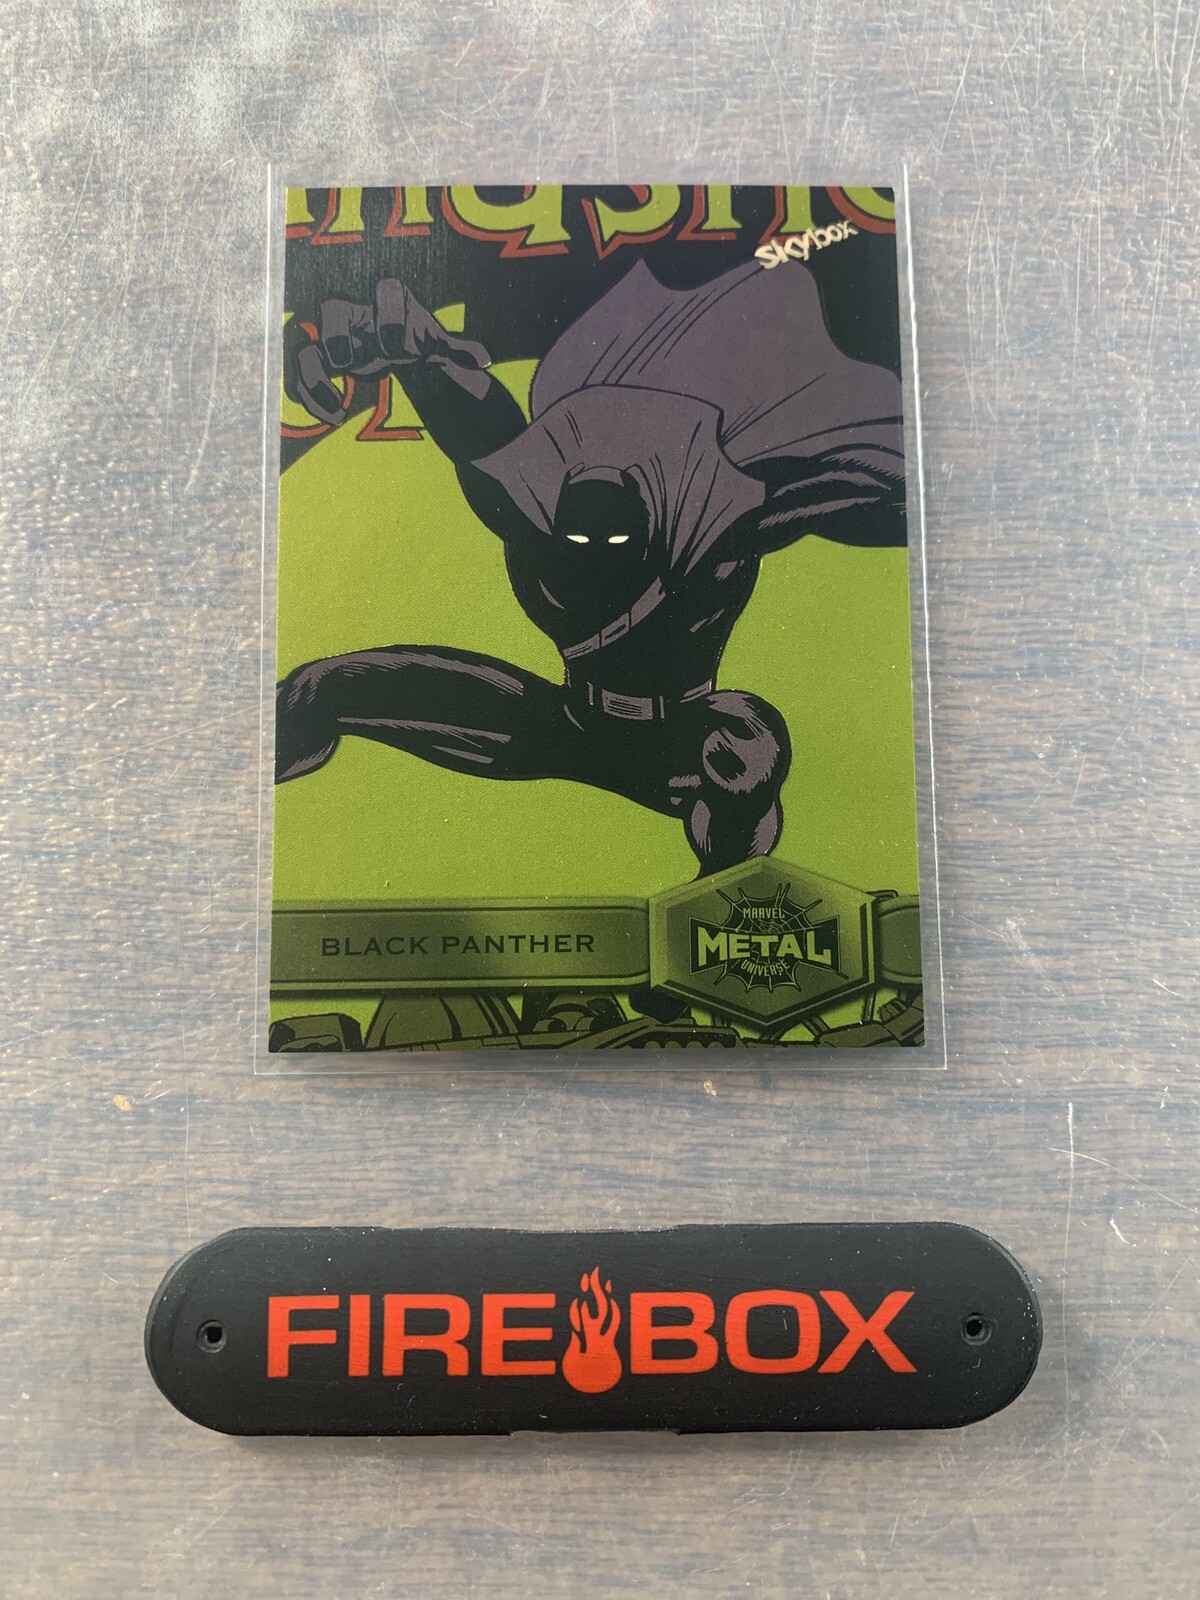 skybox
BLACK PANTHER
MARVEL
METAL
UNIVERSE
FIREBOX